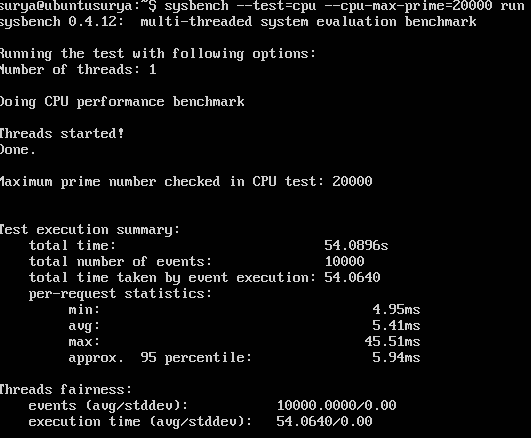 surya@ubuntusurya:~$ sysbench --test=cpu --cpu-max-prime=20000 run
sysbench 0.4.12:  multi-threaded system evaluation benchmark
Running the test with following options:
Number of threads: 1
Doing CPU performance benchmark
Threads started!
Done.
Maximum prime number checked in CPU test: 20000
Test execution summary:
total time: 54.0896s
total number of events: 10000
total time taken by event execution: 54.0640
per-request statistics:
min: 4.95ms
avg: 5.41ms
max: 45.51ms
approx.  95 percentile: 5.94ms
Threads fairness:
events (avg/stddev): 10000.0000/0.00
execution time (avg/stddev): 54.0640/0.00